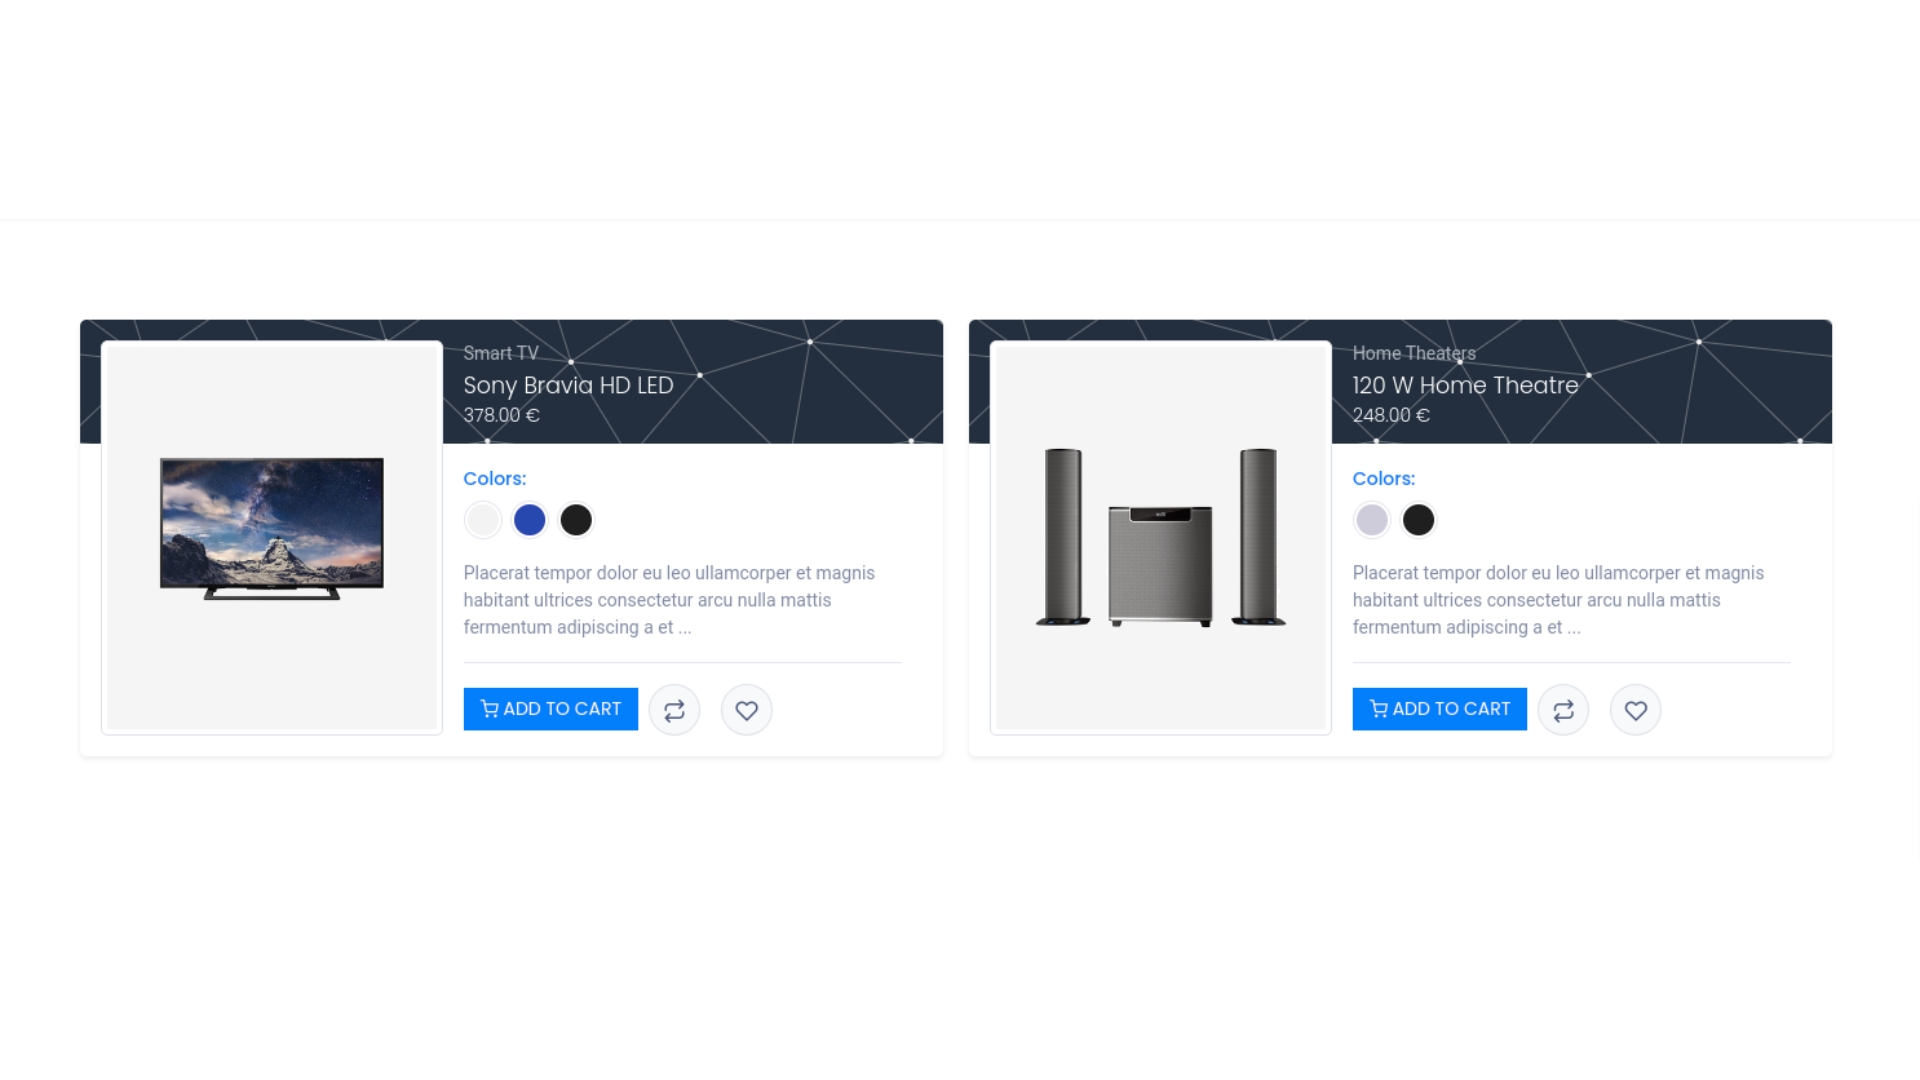 Smart TV
Sony Bravia HD LED
378.00 €
Colors:
Placerat tempor dolor eu leo ullamcorper et magnis
habitant ultrices consectetur arcu nulla mattis
fermentum adipiscing a et ...
ADD TO CART
Home Theaters
120 W Home Theatre
248.00 €
Colors:
Placerat tempor dolor eu leo ullamcorper et magnis
habitant ultrices consectetur arcu nulla mattis
fermentum adipiscing a et ...
ADD TO CART